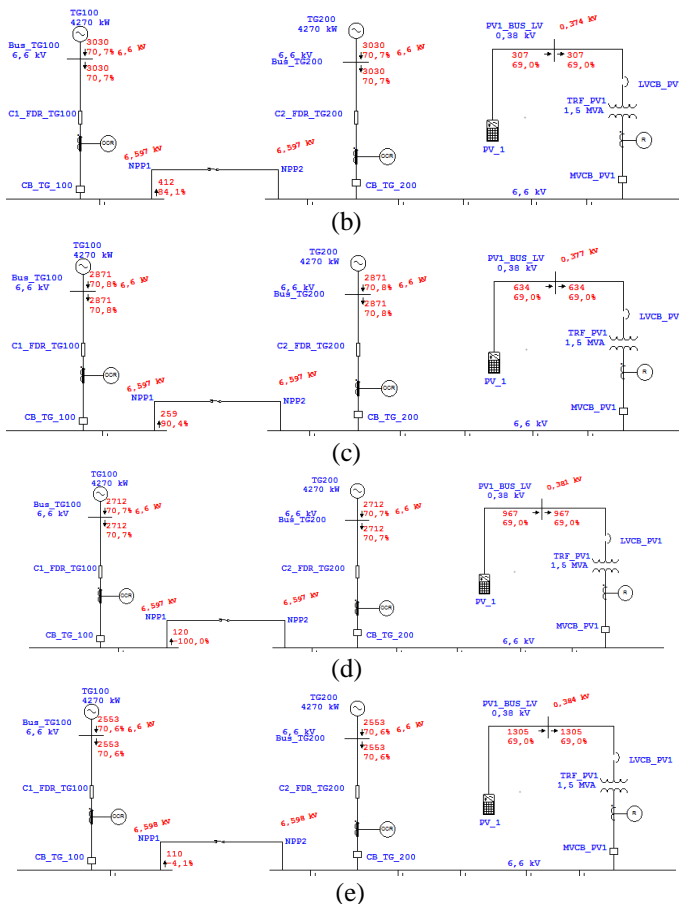 TG100
4270 kW
Bus_TG100
6,6 kV
3030
70,7%
6,6 kV
3030
70,7%
C1_FDR_TG100
OCR
CB_TG_100
6,597 kV
NPP1
412
84,1%
TG200
4270 kW
6,6 kV
Bus_TG200
3030
70,7%
6,6 kV
3030
70,7%
C2_FDR_TG200
OCR
6,597 kV
NPP2
CB_TG_200
PV1_BUS_LV
0,38 kV
0,374 kV
307
69,0%
307
69,0%
LVCB_PV1
TRF_PV1
1,5 MVA
PV_1
R
MVCB_PV1
6,6 kV
(b)
TG100
4270 kW
Bus_TG100
6,6 kV
2871
70,8%
6,6 kV
2871
70,8%
C1_FDR_TG100
OCR
CB_TG_100
6,597 kV
NPP1
259
90,4%
TG200
4270 kW
6,6 kV
Bus_TG200
2871
70,8%
6,6 kV
2871
70,8%
C2_FDR_TG200
OCR
6,597 kV
NPP2
CB_TG_200
PV1_BUS_LV
0,38 kV
0,377 kV
634
69,0%
634
69,0%
LVCB_PV1
TRF_PV1
1,5 MVA
PV_1
R
MVCB_PV1
6,6 kV
(c)
TG100
4270 kW
Bus_TG100
6,6 kV
2712
70,7%
6,6 kV
2712
70,7%
C1_FDR_TG100
OCR
CB_TG_100
6,597 kV
NPP1
120
-100,0%
TG200
4270 kW
6,6 kV
Bus_TG200
2712
70,7%
6,6 kV
2712
70,7%
C2_FDR_TG200
OCR
6,597 kV
NPP2
CB_TG_200
PV1_BUS_LV
0,38 kV
0,381 kV
967
69,0%
967
69,0%
LVCB_PV1
TRF_PV1
1,5 MVA
PV_1
R
MVCB_PV1
6,6 kV
(d)
TG100
4270 kW
Bus_TG100
6,6 kV
2553
70,6%
6,6 kV
2553
70,6%
C1_FDR_TG100
OCR
CB_TG_100
6,598 kV
NPP1
110
-4,1%
TG200
4270 kW
6,6 kV
Bus_TG200
2553
70,6%
6,6 kV
2553
70,6%
C2_FDR_TG200
OCR
6,598 kV
NPP2
CB_TG_200
PV1_BUS_LV
0,38 kV
0,384 kV
1305
69,0%
1305
69,0%
LVCB_PV1
TRF_PV1
1,5 MVA
PV_1
R
MVCB_PV1
6,6 kV
(e)